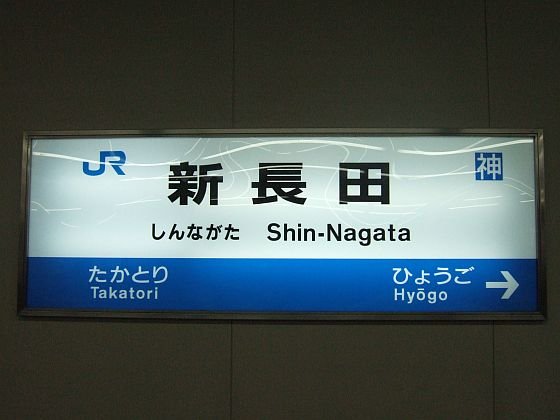 JR
神
新長田
しんながた Shin-Nagata
たかとり
Takatori
ひょうご
Hyōgo
→